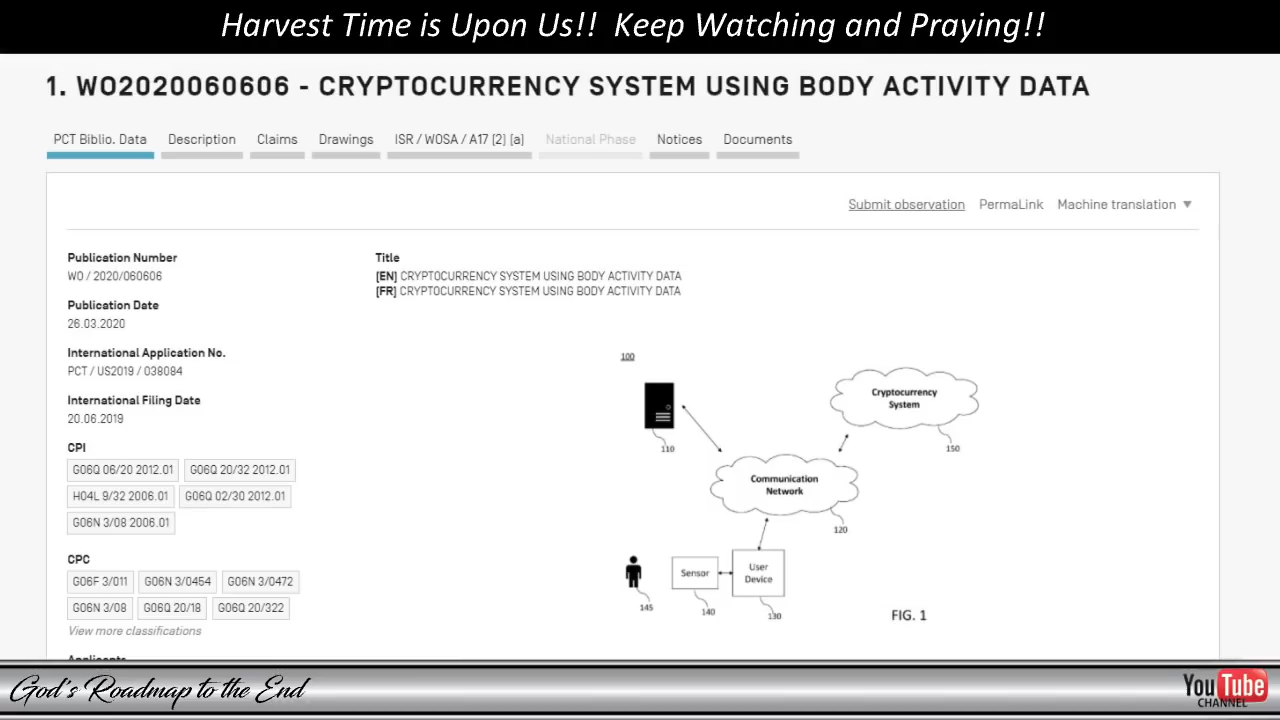 Harvest Time is Upon Us!! Keep Watching and Praying!!
1. WO2020060606 - CRYPTOCURRENCY SYSTEM USING BODY ACTIVITY DATA
PCT Biblio. Data Description Claims Drawings ISR / WOSA / A17 [2] [a] National Phase Notices Documents
Submit observation PermaLink Machine translation
Publication Number
WO / 2020/060606
Publication Date
26.03.2020
International Application No.
PCT / US2019 / 038084
International Filing Date
20.06.2019
CPI
G06Q 06/20 2012.01 G06Q 20/32 2012.01
H04L 9/32 2006.01 G06Q 02/30 2012.01
G06N 3/08 2006.01
CPC
G06F 3/011 G06N 3/0454 G06N 3/0472
G06N 3/08 G06Q 20/18 G06Q 20/322
View more classifications
Applicants
Title
[EN] CRYPTOCURRENCY SYSTEM USING BODY ACTIVITY DATA
[FR] CRYPTOCURRENCY SYSTEM USING BODY ACTIVITY DATA
100
Cryptocurrency
System
110
150
Communication
Network
120
Sensor
User
Device
145
140
130
FIG. 1
God's Roadmap to the End
YouTube
CHANNEL